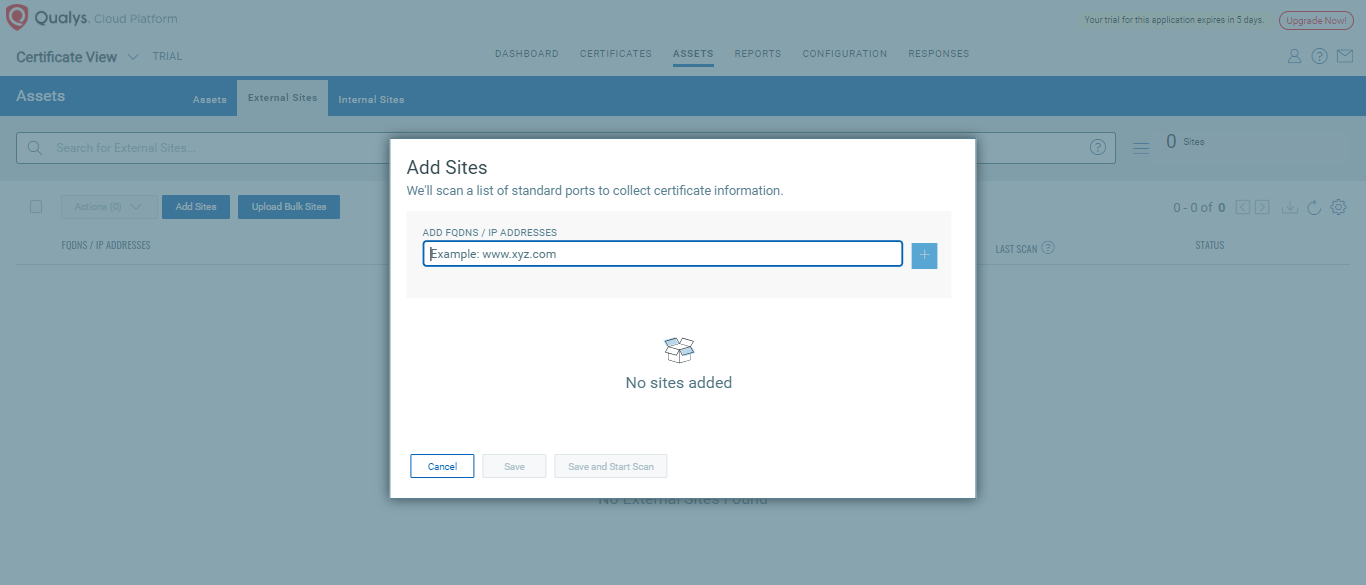 Qualys. Cloud Platform
Your trial for this application expires in 5 days.
Upgrade Now!
Certificate View
TRIAL
DASHBOARD
CERTIFICATES
ASSETS
REPORTS
CONFIGURATION
RESPONSES
Assets
Assets
External Sites
Internal Sites
Search for External Sites...
0 Sites
Actions (0)
Add Sites
Upload Bulk Sites
0 - 0 of 0
FQDNS / IP ADDRESSES
LAST SCAN
STATUS
Add Sites
We'll scan a list of standard ports to collect certificate information.
ADD FQDNS / IP ADDRESSES
Example: www.xyz.com
No sites added
Cancel
Save
Save and Start Scan
No External Sites Found